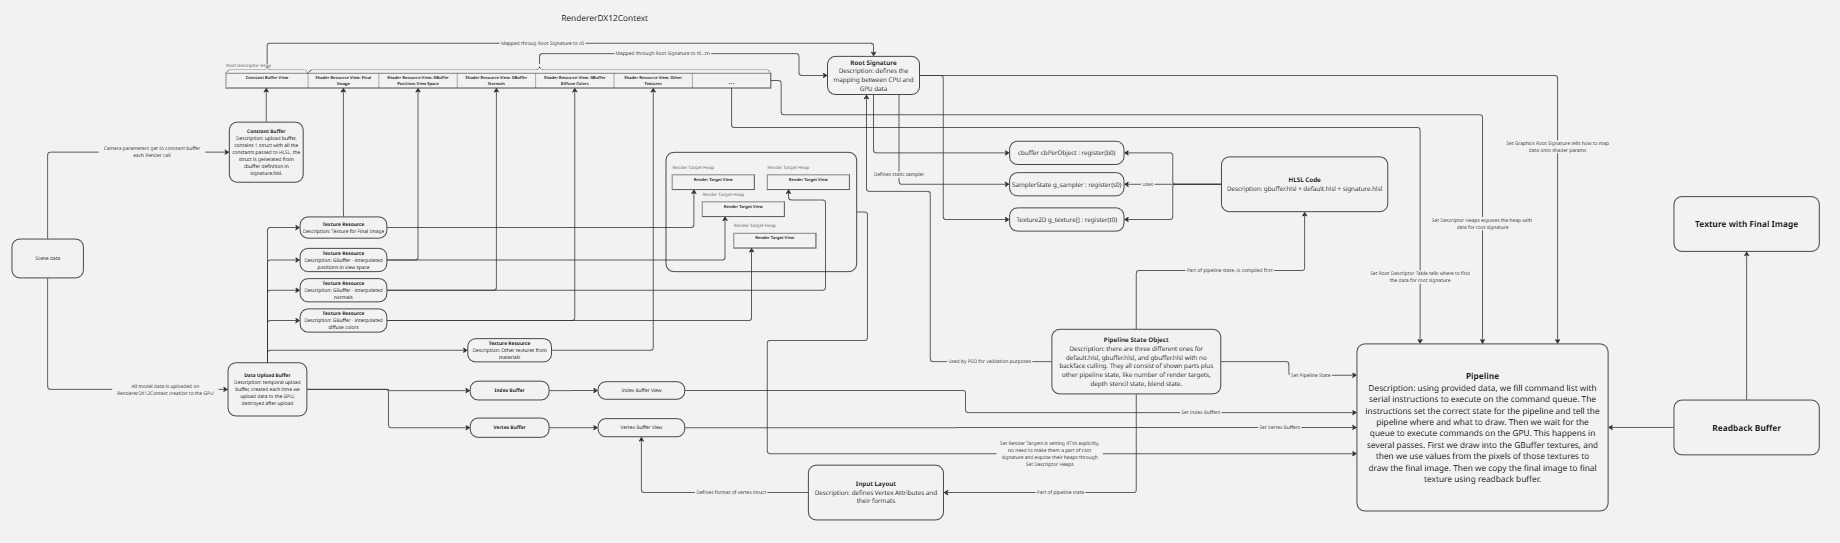 RendererDX12Context
Mapped throug Root Signature to c0
Mapped through Root Signature to t0...tn
Root Descriptor Heap
Constant Buffer View
Shader Resource View: Final
Image
Shader Resource View: GBuffer
Positions View Space
Shader Resource View: GBuffer
Normals
Shader Resource View: GBuffer
Diffuse Colors
Shader Resource View: Other
Textures
...
Root Signature
Description: defines the
mapping between CPU and
GPU data
Constant Buffer
Description: upload buffer,
contains 1 struct with all the
constants passed to HLSL, the
struct is generated from
cbuffer definition in
signature.hlsl.
Camera parameters get to constant buffer
each Render call
Scene data
All model data is uploaded on
RendererDX12Context creation to the GPU
Texture Resource
Description: Texture for Final Image
Texture Resource
Description: GBuffer - interpolated
positions in view space
Texture Resource
Description: GBuffer - interpolated
normals
Texture Resource
Description: GBuffer - interpolated
diffuse colors
Texture Resource
Description: Other textures from
materials
Data Upload Buffer
Description: temporal upload
buffer, created each time we
upload data to the GPU,
destroyed after upload
Index Buffer
Index Buffer View
Vertex Buffer
Vertex Buffer View
Render Target Heap
Render Target View
Render Target Heap
Render Target View
Render Target Heap
Render Target View
Render Target Heap
Render Target View
Defines static sampler
cbuffer cbPerObject : register(b0)
SamplerState g_sampler : register(s0)
Texture2D g_texture[] : register(t0)
Uses
HLSL Code
Description: gbuffer.hlsl + default.hlsl + signature.hlsl
Set Graphics Root Signature tells how to map
data onto shader params
Set Descriptor Heaps exposes the heap with
data for root signature
Set Root Descriptor Table tells where to find
the data for root signature
Part of pipeline state, is compiled first
Pipeline State Object
Description: there are three different ones for
default.hlsl, gbuffer.hlsl, and gbuffer.hlsl with no
backface culling. They all consist of shown parts plus
other pipeline state, like number of render targets,
depth stencil state, blend state.
Used by PSO for validation purposes
Set Pipeline State
Set Index Buffers
Set Vertex Buffers
Set Render Targets is setting RTVs explicitly,
no need to make them a part of root
signature and expose their heaps through
Set Descriptor Heaps
Input Layout
Description: defines Vertex Attributes and
their formats
Defines format of vertex struct
Part of pipeline state
Pipeline
Description: using provided data, we fill command list with
serial instructions to execute on the command queue. The
instructions set the correct state for the pipeline and tell the
pipeline where and what to draw. Then we wait for the
queue to execute commands on the GPU. This happens in
several passes. First we draw into the GBuffer textures, and
then we use values from the pixels of those textures to
draw the final image. Then we copy the final image to final
texture using readback buffer.
Texture with Final Image
Readback Buffer